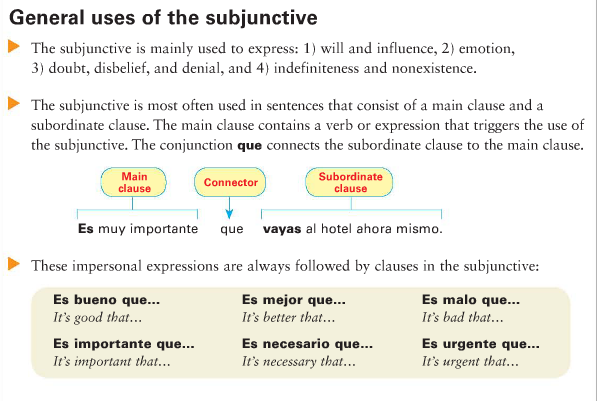 General uses of the subjunctive
The subjunctive is mainly used to express: 1) will and influence, 2) emotion,
3) doubt, disbelief, and denial, and 4) indefiniteness and nonexistence.
The subjunctive is most often used in sentences that consist of a main clause and a
subordinate clause. The main clause contains a verb or expression that triggers the use of
the subjunctive. The conjunction que connects the subordinate clause to the main clause.
Main
clause
Connector
Subordinate
clause
Es muy importante que vayas al hotel ahora mismo.
These impersonal expressions are always followed by clauses in the subjunctive:
Es bueno que... Es mejor que... Es malo que...
It's good that... It's better that... It's bad that...
Es importante que... Es necesario que... Es urgente que...
It's important that... It's necessary that... It's urgent that...